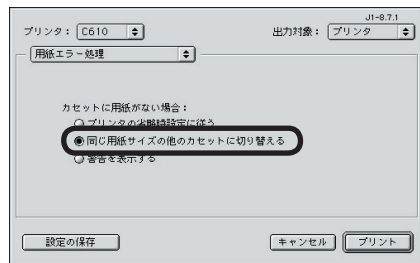 J1-8.7.1
プリンタ： C610 出力対象： プリンタ
用紙エラー処理
カセットに用紙がない場合：
プリンタの省略時設定に従う
同じ用紙サイズの他のカセットに切り替える
警告を表示する
設定の保存 キャンセル プリント